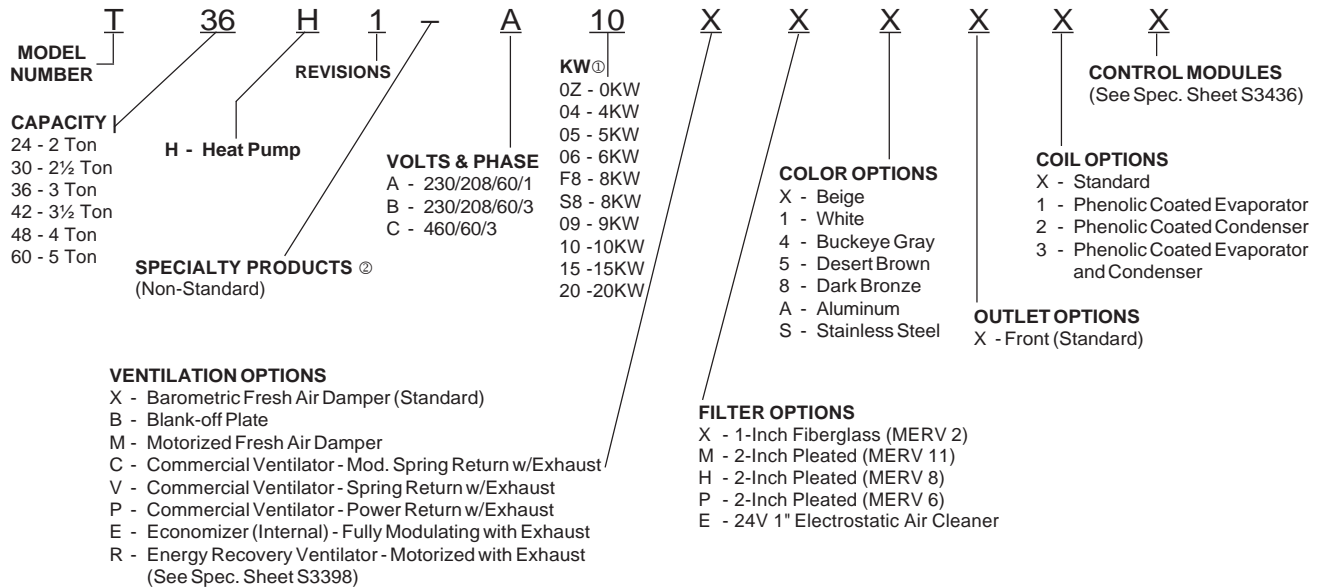 T 36 H 1 – A 10 X X X X X X
MODEL
NUMBER
REVISIONS
KW①
0Z - 0KW
04 - 4KW
05 - 5KW
06 - 6KW
F8 - 8KW
S8 - 8KW
09 - 9KW
10 -10KW
15 -15KW
20 -20KW
CONTROL MODULES
(See Spec. Sheet S3436)
CAPACITY
24 - 2 Ton
30 - 2½ Ton
36 - 3 Ton
42 - 3½ Ton
48 - 4 Ton
60 - 5 Ton
H - Heat Pump
VOLTS & PHASE
A - 230/208/60/1
B - 230/208/60/3
C - 460/60/3
COLOR OPTIONS
X - Beige
1 - White
4 - Buckeye Gray
5 - Desert Brown
8 - Dark Bronze
A - Aluminum
S - Stainless Steel
COIL OPTIONS
X - Standard
1 - Phenolic Coated Evaporator
2 - Phenolic Coated Condenser
3 - Phenolic Coated Evaporator
and Condenser
SPECIALTY PRODUCTS ②
(Non-Standard)
OUTLET OPTIONS
X - Front (Standard)
VENTILATION OPTIONS
X - Barometric Fresh Air Damper (Standard)
B - Blank-off Plate
M - Motorized Fresh Air Damper
C - Commercial Ventilator - Mod. Spring Return w/Exhaust
V - Commercial Ventilator - Spring Return w/Exhaust
P - Commercial Ventilator - Power Return w/Exhaust
E - Economizer (Internal) - Fully Modulating with Exhaust
R - Energy Recovery Ventilator - Motorized with Exhaust
(See Spec. Sheet S3398)
FILTER OPTIONS
X - 1-Inch Fiberglass (MERV 2)
M - 2-Inch Pleated (MERV 11)
H - 2-Inch Pleated (MERV 8)
P - 2-Inch Pleated (MERV 6)
E - 24V 1" Electrostatic Air Cleaner